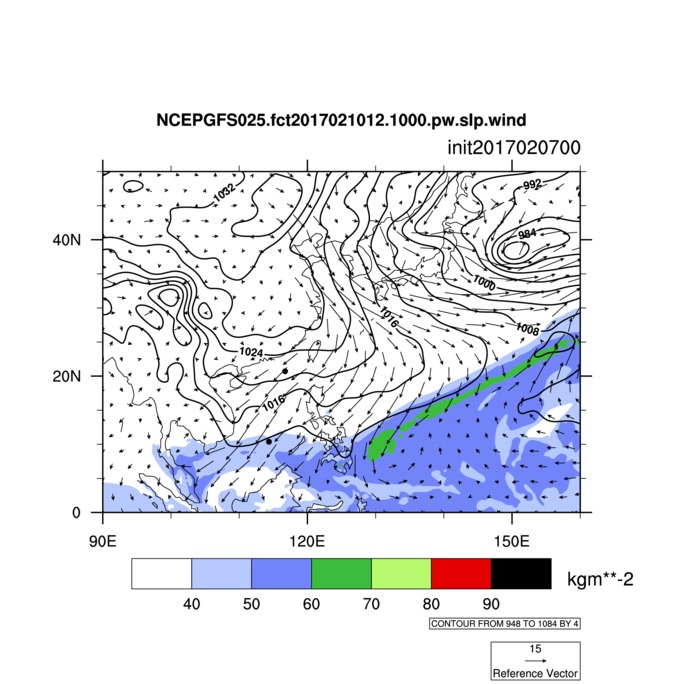 NCEPGFS025.fct2017021012.1000.pw.slp.wind
init2017020700
1032
992
984
40N
1000
1016
1008
1024
20N
1016
0
90E 120E 150E
kgm**-2
40 50 60 70 80 90
CONTOUR FROM 948 TO 1084 BY 4
15
Reference Vector